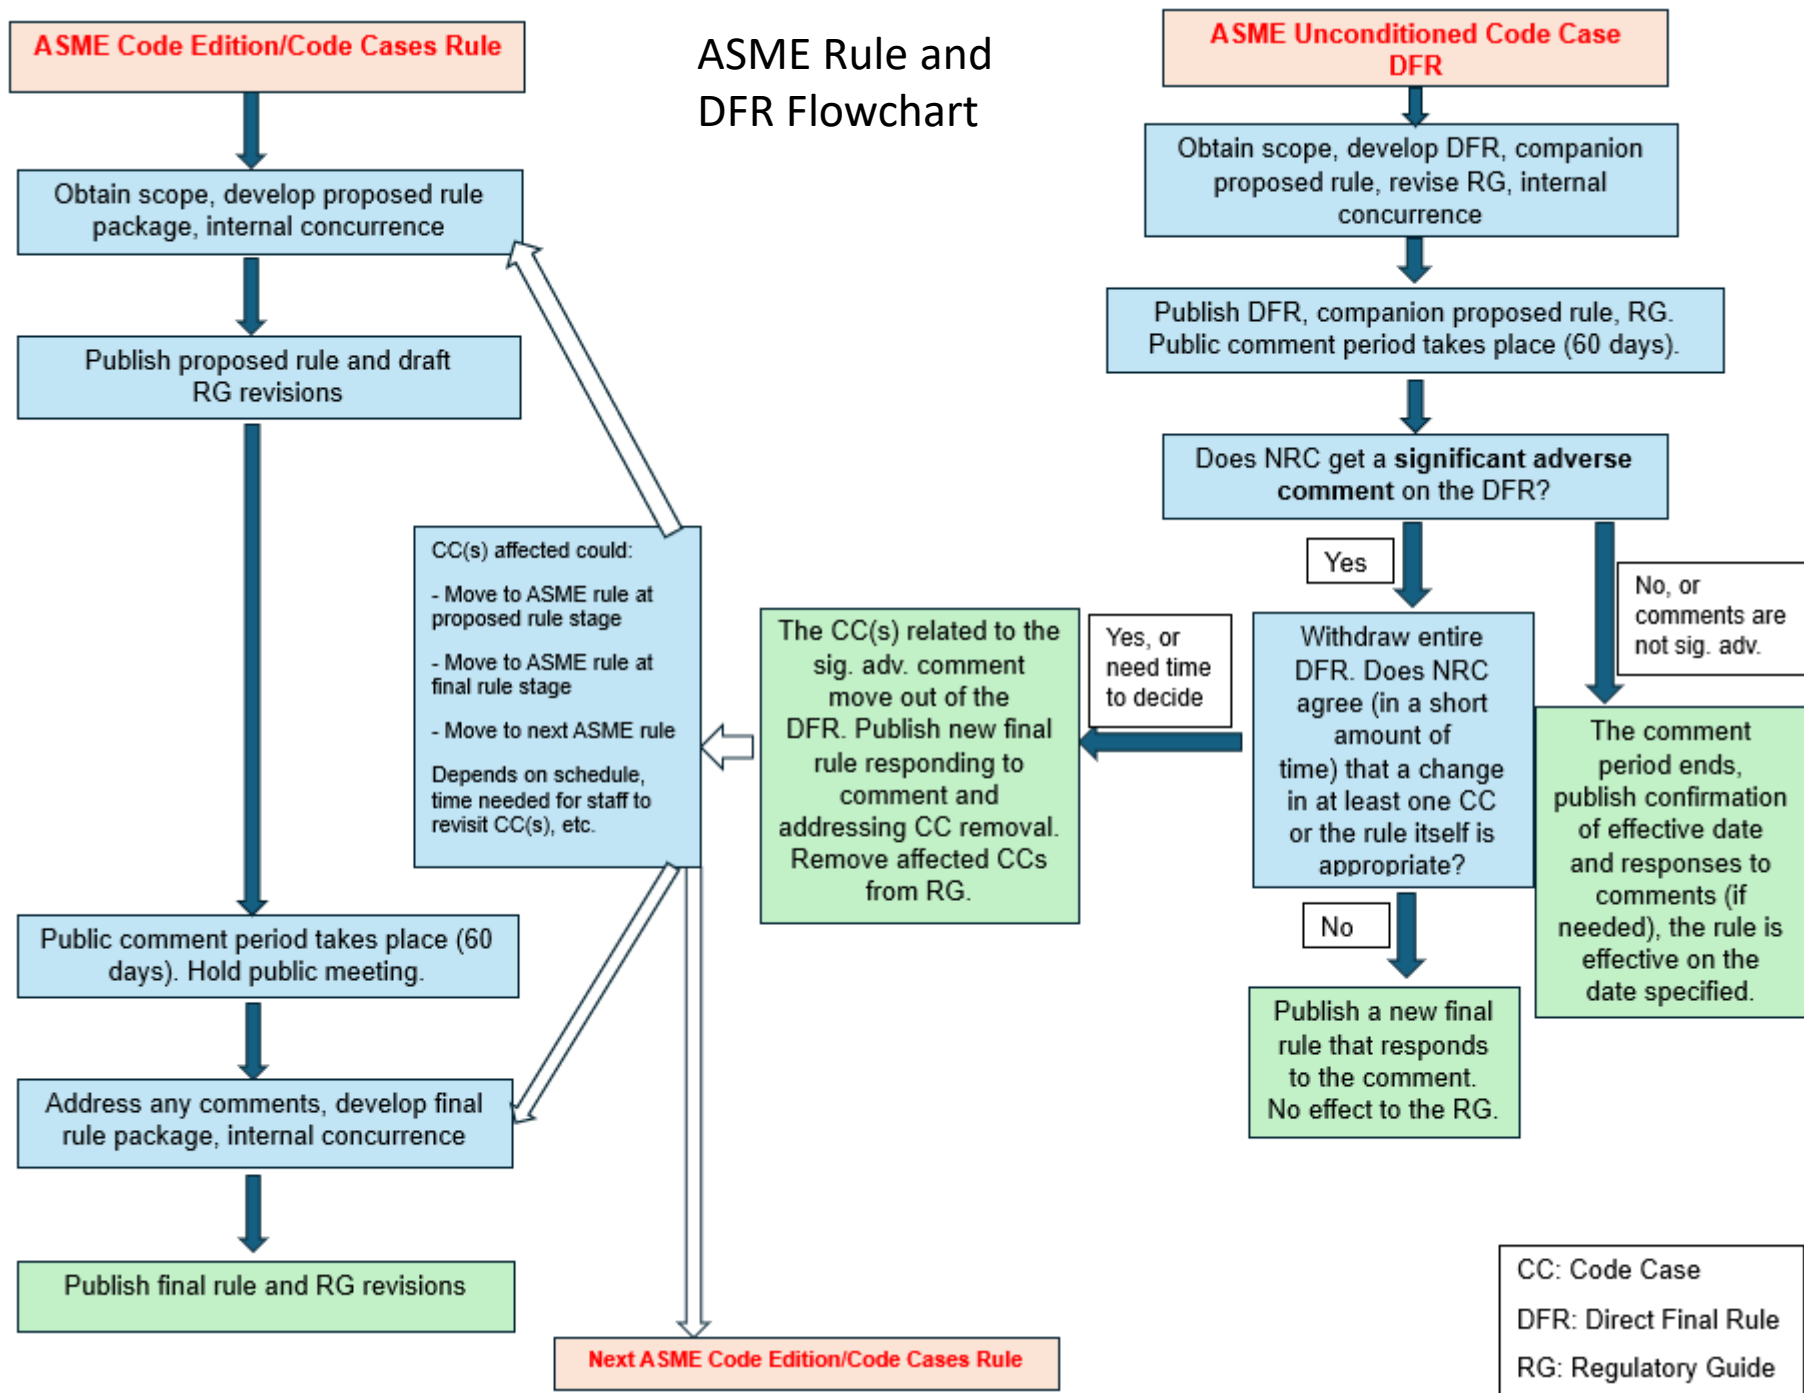 ASME Rule and
DFR Flowchart
ASME Code Edition/Code Cases Rule
Obtain scope, develop proposed rule
package, internal concurrence
Publish proposed rule and draft
RG revisions
Public comment period takes place (60
days). Hold public meeting.
Address any comments, develop final
rule package, internal concurrence
Publish final rule and RG revisions
CC(s) affected could:
- Move to ASME rule at
proposed rule stage
- Move to ASME rule at
final rule stage
- Move to next ASME rule
Depends on schedule,
time needed for staff to
revisit CC(s), etc.
Next ASME Code Edition/Code Cases Rule
ASME Unconditioned Code Case
DFR
Obtain scope, develop DFR, companion
proposed rule, revise RG, internal
concurrence
Publish DFR, companion proposed rule, RG.
Public comment period takes place (60 days).
Does NRC get a significant adverse
comment on the DFR?
Yes
No, or
comments are
not sig. adv.
Withdraw entire
DFR. Does NRC
agree (in a short
amount of
time) that a change
in at least one CC
or the rule itself is
appropriate?
Yes, or
need time
to decide
The CC(s) related to the
sig. adv. comment
move out of the
DFR. Publish new final
rule responding to
comment and
addressing CC removal.
Remove affected CCs
from RG.
No
Publish a new final
rule that responds
to the comment.
No effect to the RG.
The comment
period ends,
publish confirmation
of effective date
and responses to
comments (if
needed), the rule is
effective on the
date specified.
CC: Code Case
DFR: Direct Final Rule
RG: Regulatory Guide